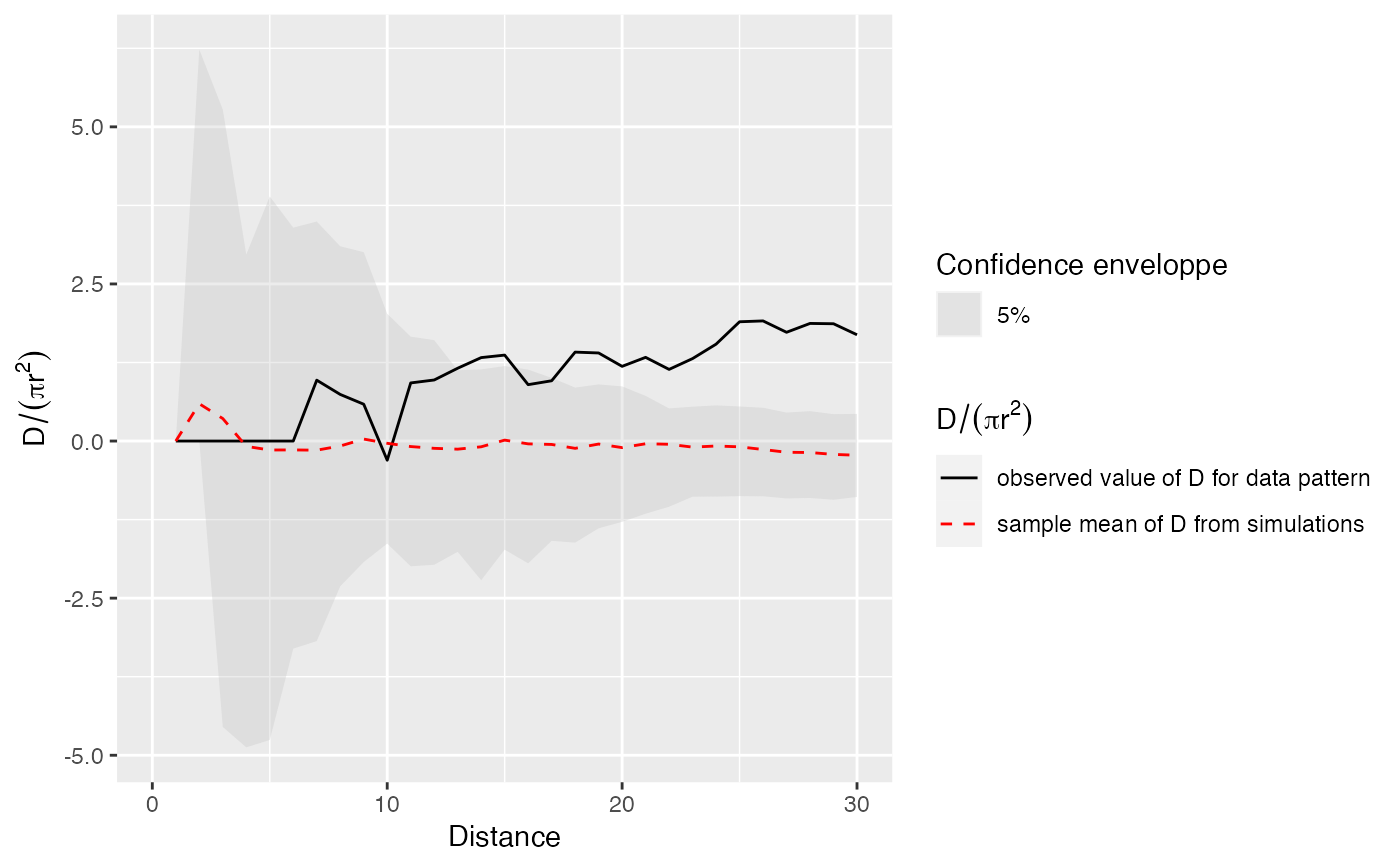 5.0
2.5
0.0
-2.5
-5.0
D/(πr²)
0
10
20
30
Distance
Confidence enveloppe
5%
D/(πr²)
observed value of D for data pattern
sample mean of D from simulations